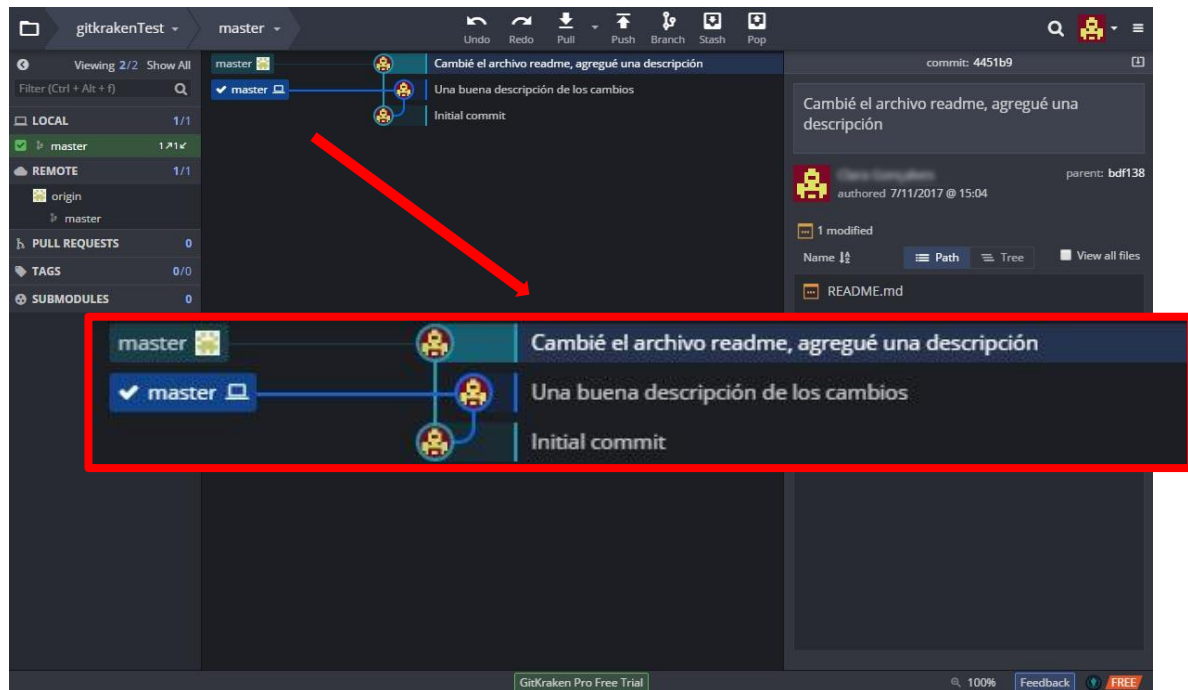 gitkrakenTest
master
Undo Redo Pull Push Branch Stash Pop
Viewing 2/2 Show All
Filter (Ctrl + Alt + f)
LOCAL 1/1
master 1↗1↙
REMOTE 1/1
origin
master
PULL REQUESTS 0
TAGS 0/0
SUBMODULES 0
master Cambié el archivo readme, agregué una descripción
master Una buena descripción de los cambios
Initial commit
commit: 4451b9
Cambié el archivo readme, agregué una
descripción
parent: bdf138
authored 7/11/2017 @ 15:04
1 modified
Name Path Tree View all files
README.md
master Cambié el archivo readme, agregué una descripción
master Una buena descripción de los cambios
Initial commit
GitKraken Pro Free Trial 100% Feedback FREE